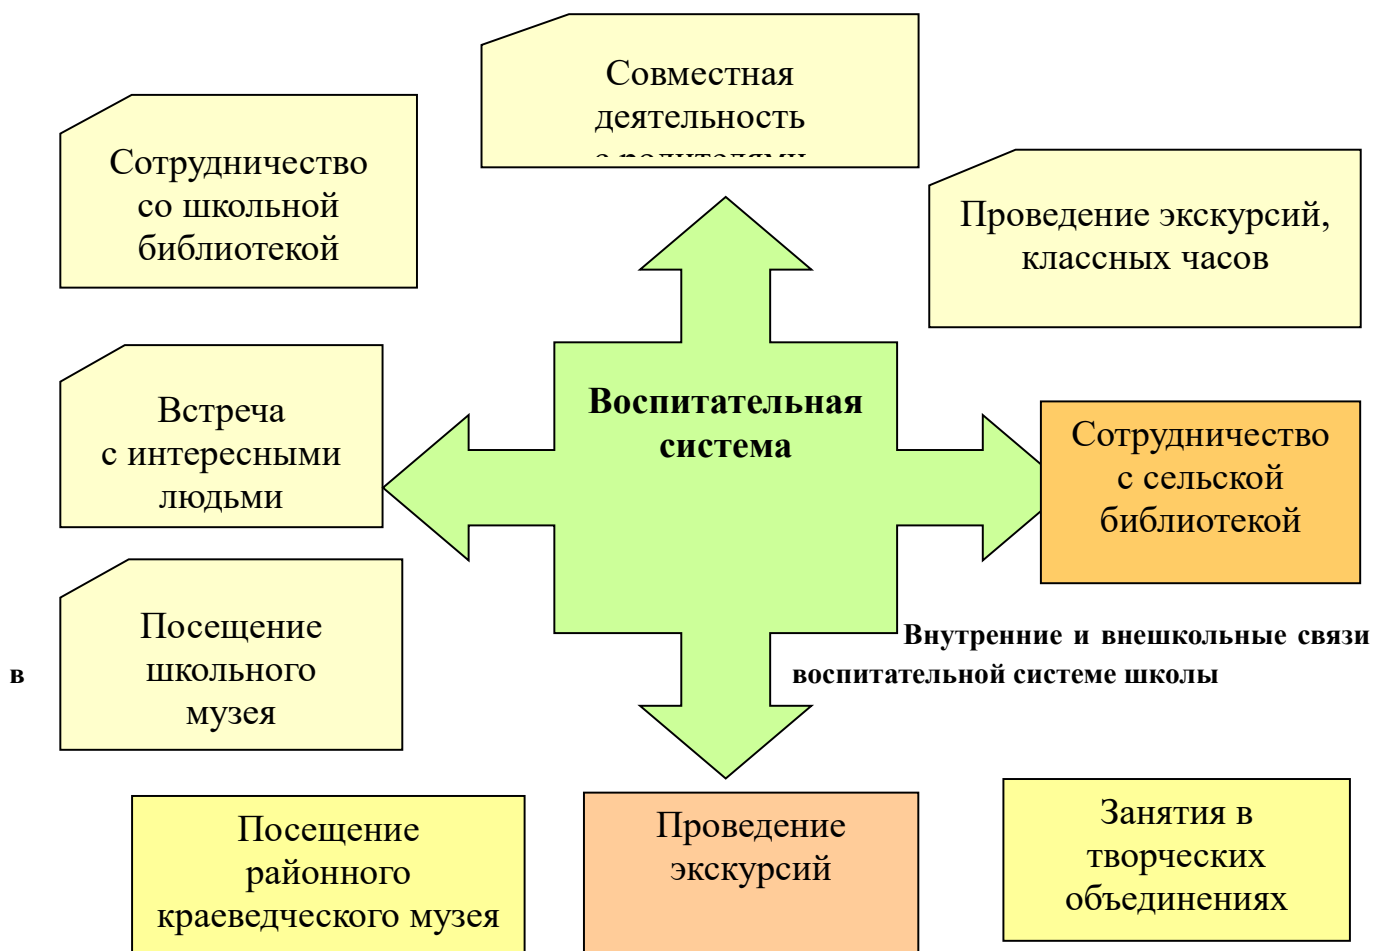 Совместная
деятельность
с родителями
Сотрудничество
со школьной
библиотекой
Проведение экскурсий,
классных часов
Встреча
с интересными
людьми
Воспитательная
система
Сотрудничество
с сельской
библиотекой
Посещение
школьного
музея
Внутренние и внешкольные связи
в воспитательной системе школы
Посещение
районного
краеведческого музея
Проведение
экскурсий
Занятия в
творческих
объединениях